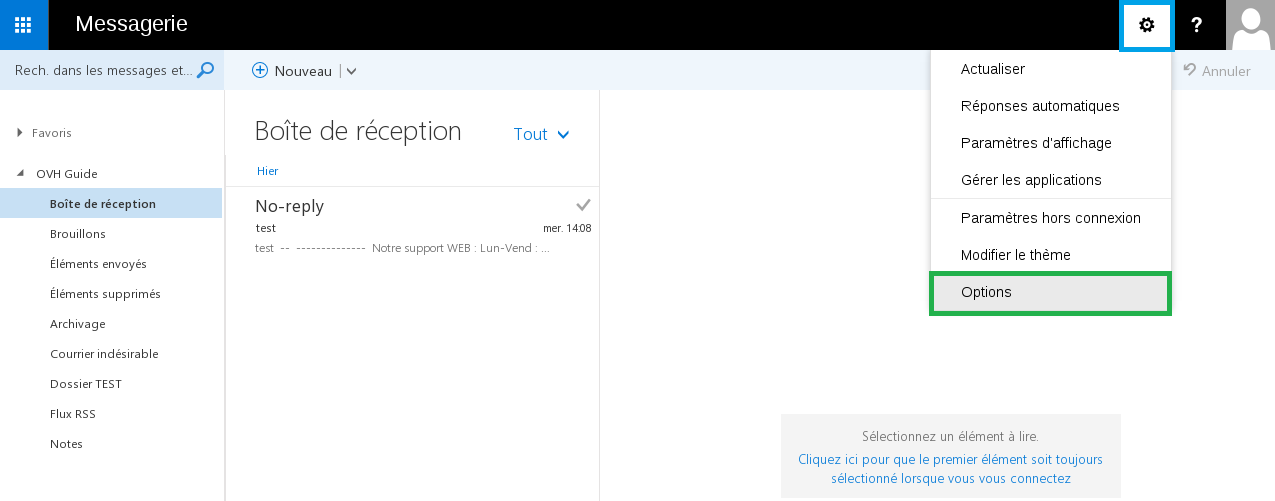 Messagerie
?
Rech. dans les messages et...
Nouveau
Annuler
Favoris
OVH Guide
Boîte de réception
Brouillons
Éléments envoyés
Éléments supprimés
Archivage
Courrier indésirable
Dossier TEST
Flux RSS
Notes
Boîte de réception
Tout
Hier
No-reply
test
mer. 14:08
test -- -------------- Notre support WEB : Lun-Vend : ...
Actualiser
Réponses automatiques
Paramètres d'affichage
Gérer les applications
Paramètres hors connexion
Modifier le thème
Options
Sélectionnez un élément à lire.
Cliquez ici pour que le premier élément soit toujours
sélectionné lorsque vous vous connectez